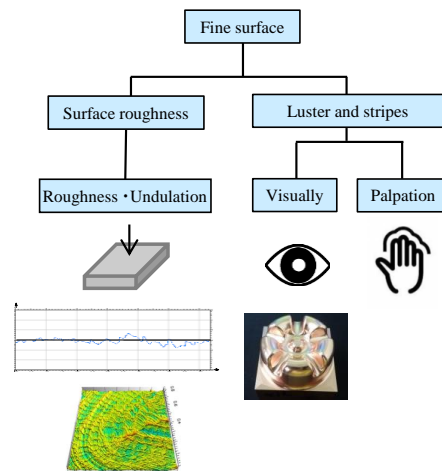 Fine surface
Surface roughness
Luster and stripes
Roughness・Undulation
Visually
Palpation